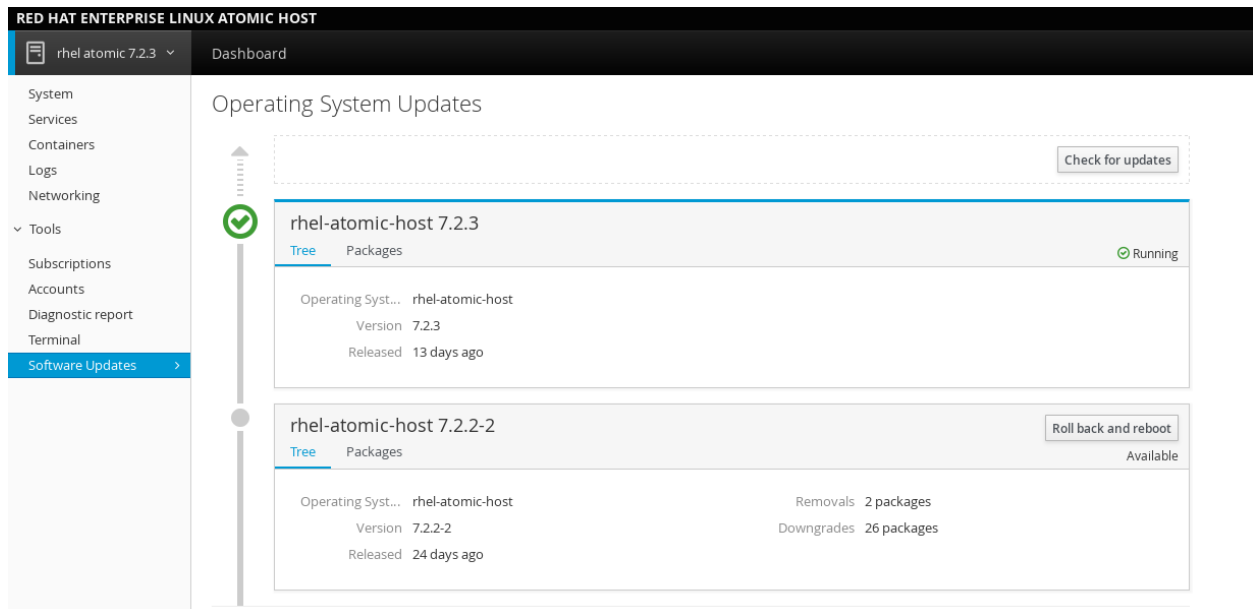 RED HAT ENTERPRISE LINUX ATOMIC HOST
rhel atomic 7.2.3
Dashboard
System
Services
Containers
Logs
Networking
Tools
Subscriptions
Accounts
Diagnostic report
Terminal
Software Updates
Operating System Updates
Check for updates
rhel-atomic-host 7.2.3
Tree Packages
Running
Operating Syst... rhel-atomic-host
Version 7.2.3
Released 13 days ago
rhel-atomic-host 7.2.2-2
Roll back and reboot
Tree Packages
Available
Operating Syst... rhel-atomic-host
Removals 2 packages
Version 7.2.2-2
Downgrades 26 packages
Released 24 days ago